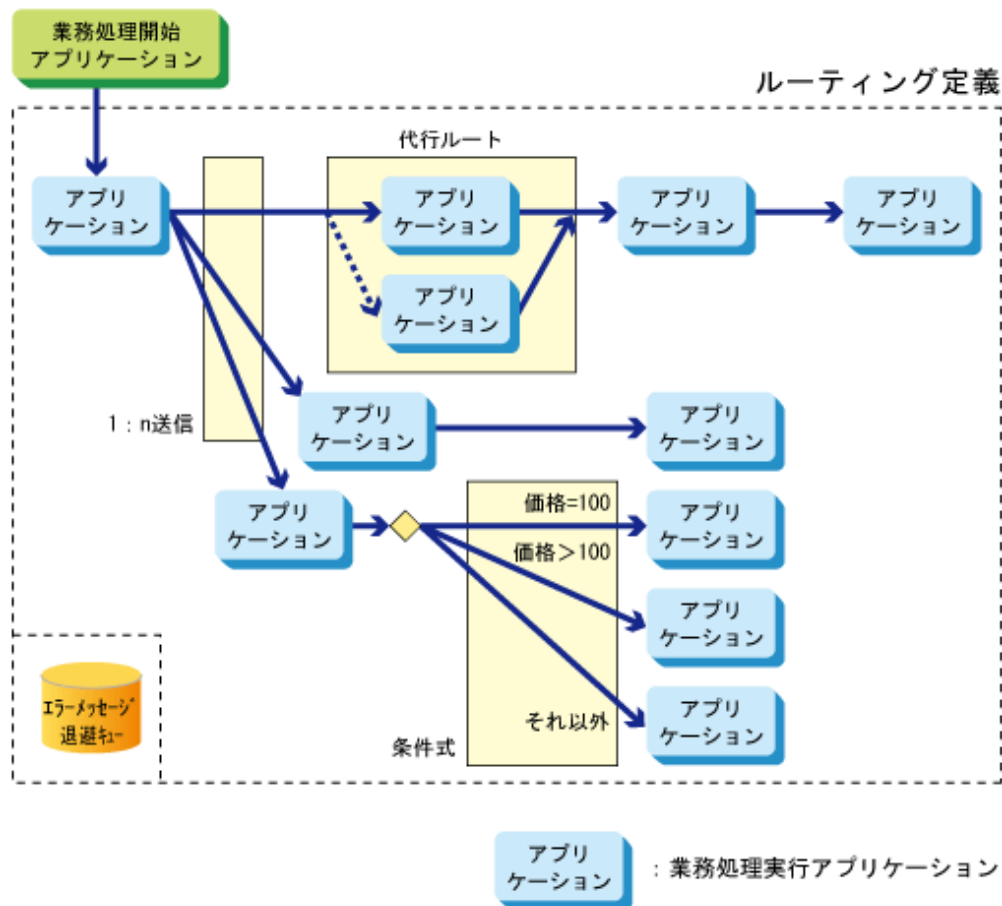 業務処理開始
アプリケーション
ルーティング定義
代行ルート
アプリ
ケーション
アプリ
ケーション
アプリ
ケーション
アプリ
ケーション
アプリ
ケーション
1:n送信
アプリ
ケーション
アプリ
ケーション
アプリ
ケーション
価格=100
アプリ
ケーション
価格>100
アプリ
ケーション
それ以外
アプリ
ケーション
条件式
エラーメッセージ
退避キュー
アプリ
ケーション
:業務処理実行アプリケーション